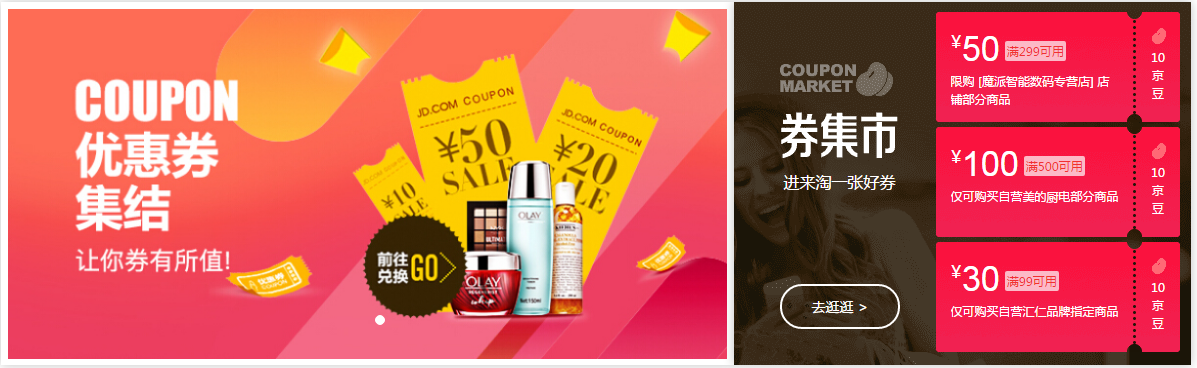 COUPON
优惠券
集结
让你券有所值!
JD.COM COUPON
¥50
SALE
JD.COM COUPON
¥20
SALE
¥10
前往
兑换
GO
OLAY
OLAY
KIEHL'S
ULTIMA
优惠券
COUPON
COUPON
MARKET
券集市
进来淘一张好券
去逛逛 >
¥50 满299可用
限购 [魔派智能数码专营店] 店
铺部分商品
10
京
豆
¥100 满500可用
仅可购买自营美的厨电部分商品
10
京
豆
¥30 满99可用
仅可购买自营汇仁品牌指定商品
10
京
豆